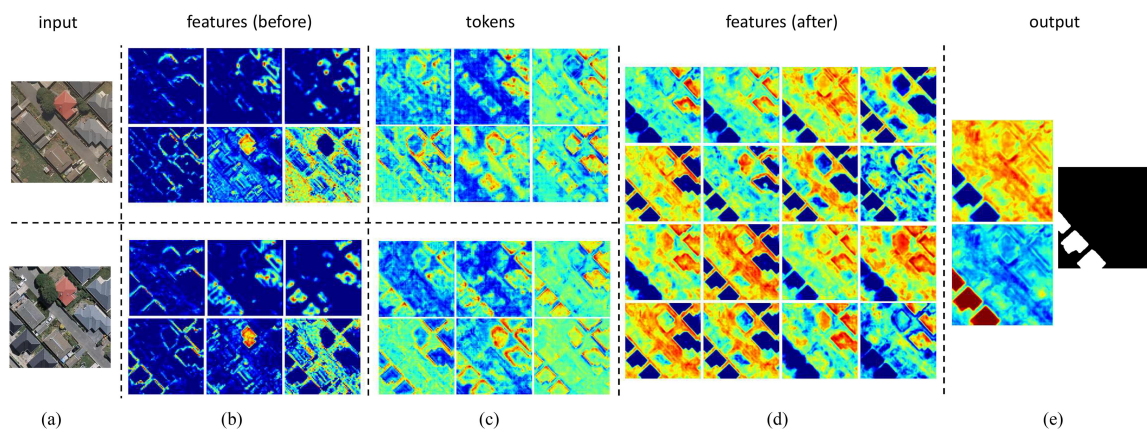 input features (before) tokens features (after) output
(a) (b) (c) (d) (e)